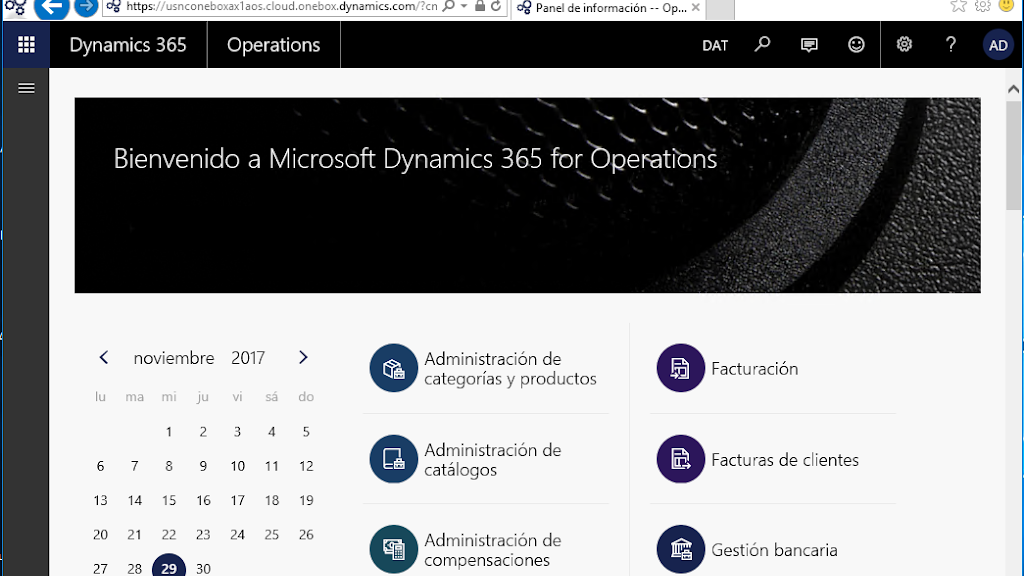 https://usnconeboxax1aos.cloud.onebox.dynamics.com/?cn
Panel de información -- Op...
Dynamics 365
Operations
DAT
?
AD
Bienvenido a Microsoft Dynamics 365 for Operations
noviembre 2017
lu ma mi ju vi sá do
1 2 3 4 5
6 7 8 9 10 11 12
13 14 15 16 17 18 19
20 21 22 23 24 25 26
27 28 29 30
Administración de
categorías y productos
Administración de
catálogos
Administración de
compensaciones
Facturación
Facturas de clientes
Gestión bancaria